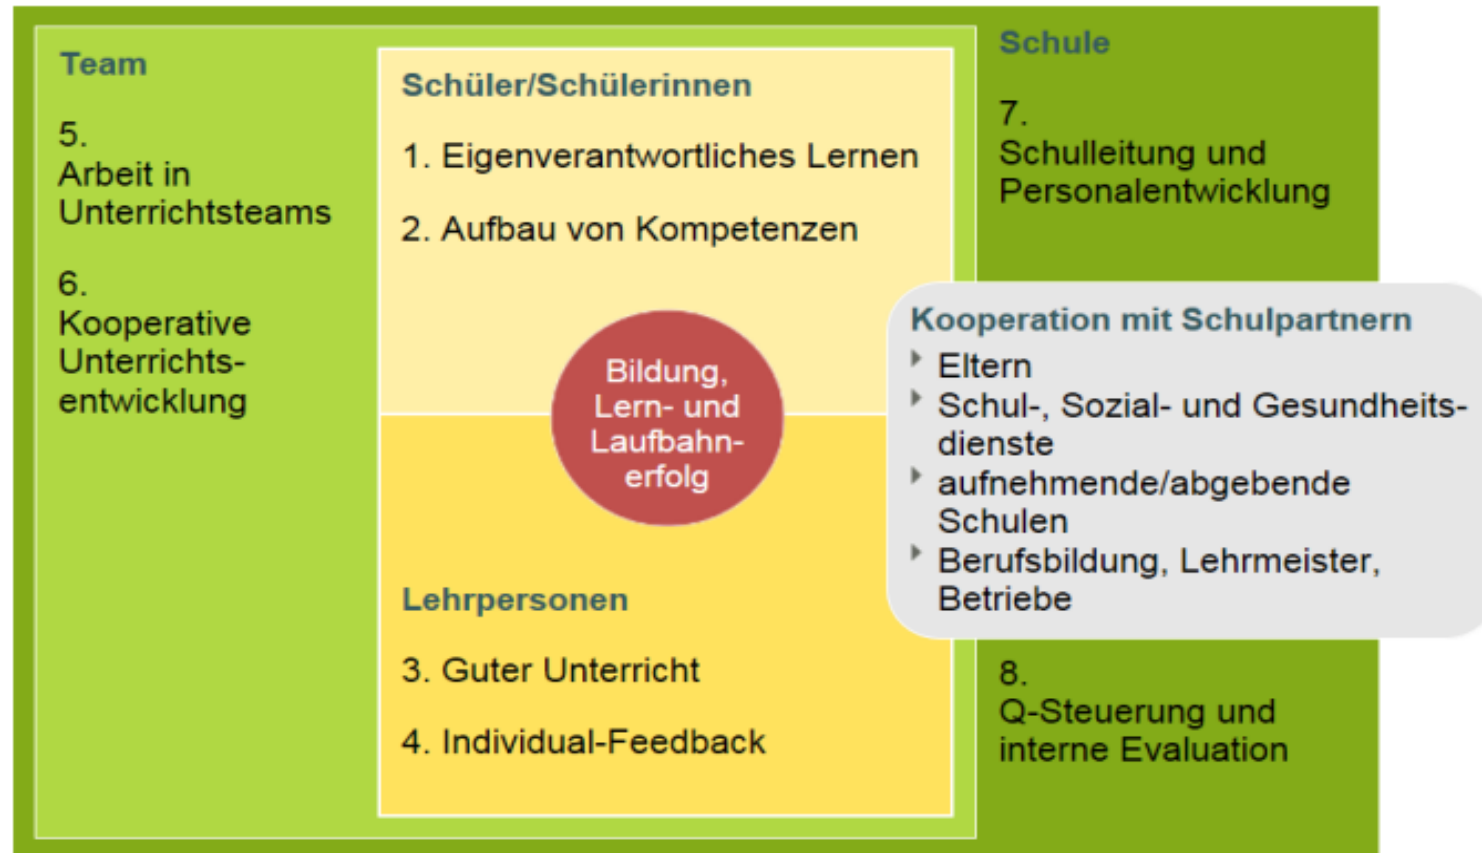 Team
5.
Arbeit in
Unterrichtsteams
6.
Kooperative
Unterrichts-
entwicklung
Schüler/Schülerinnen
1. Eigenverantwortliches Lernen
2. Aufbau von Kompetenzen
Bildung,
Lern- und
Laufbahn-
erfolg
Lehrpersonen
3. Guter Unterricht
4. Individual-Feedback
Schule
7.
Schulleitung und
Personalentwicklung
Kooperation mit Schulpartnern
Eltern
Schul-, Sozial- und Gesundheits-
dienste
aufnehmende/abgebende
Schulen
Berufsbildung, Lehrmeister,
Betriebe
8.
Q-Steuerung und
interne Evaluation